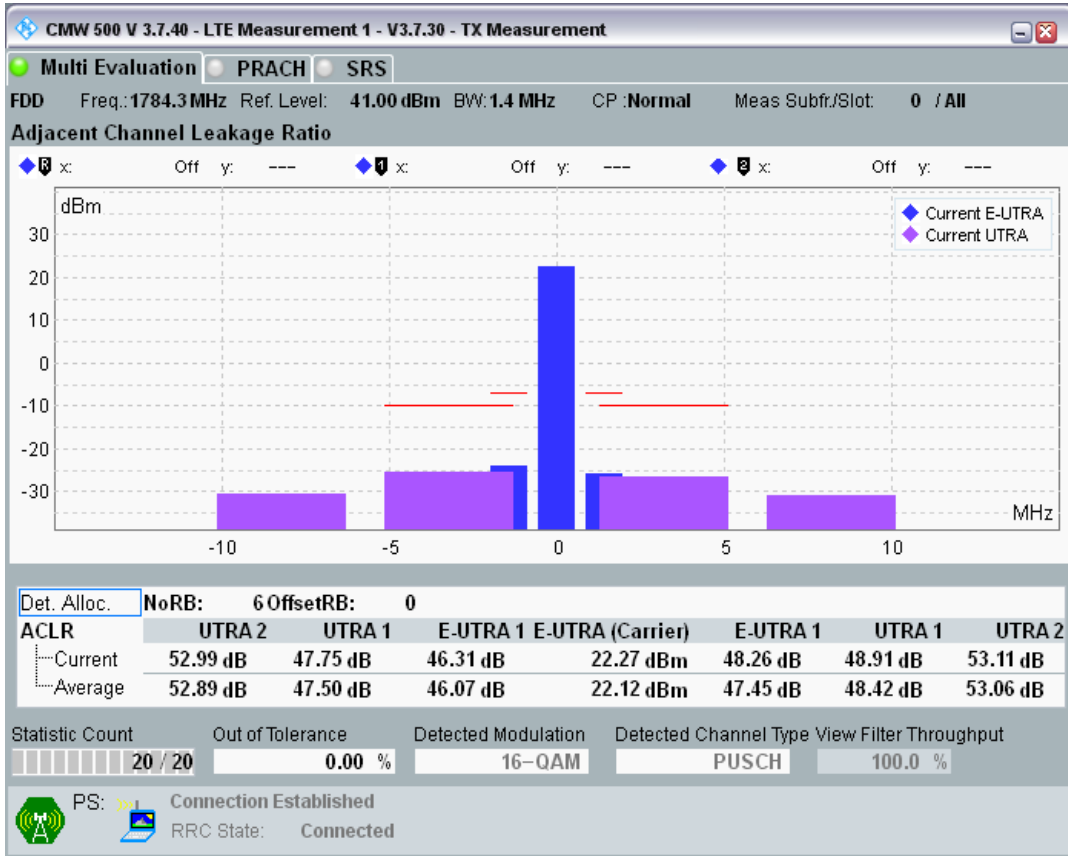 CMW 500 V 3.7.40 - LTE Measurement 1 - V3.7.30 - TX Measurement
Multi Evaluation PRACH SRS
FDD Freq.:1784.3 MHz Ref. Level: 41.00 dBm BW:1.4 MHz CP :Normal Meas Subfr./Slot: 0 / All
Adjacent Channel Leakage Ratio
R x: Off y: --- 1 x: Off y: --- 2 x: Off y: ---
dBm
Current E-UTRA
Current UTRA
30
20
10
0
-10
-20
-30
MHz
-10 -5 0 5 10
Det. Alloc. NoRB: 6 OffsetRB: 0
ACLR UTRA 2 UTRA 1 E-UTRA 1 E-UTRA (Carrier) E-UTRA 1 UTRA 1 UTRA 2
Current 52.99 dB 47.75 dB 46.31 dB 22.27 dBm 48.26 dB 48.91 dB 53.11 dB
Average 52.89 dB 47.50 dB 46.07 dB 22.12 dBm 47.45 dB 48.42 dB 53.06 dB
Statistic Count Out of Tolerance Detected Modulation Detected Channel Type View Filter Throughput
20 / 20 0.00 % 16-QAM PUSCH 100.0 %
PS: Connection Established
RRC State: Connected